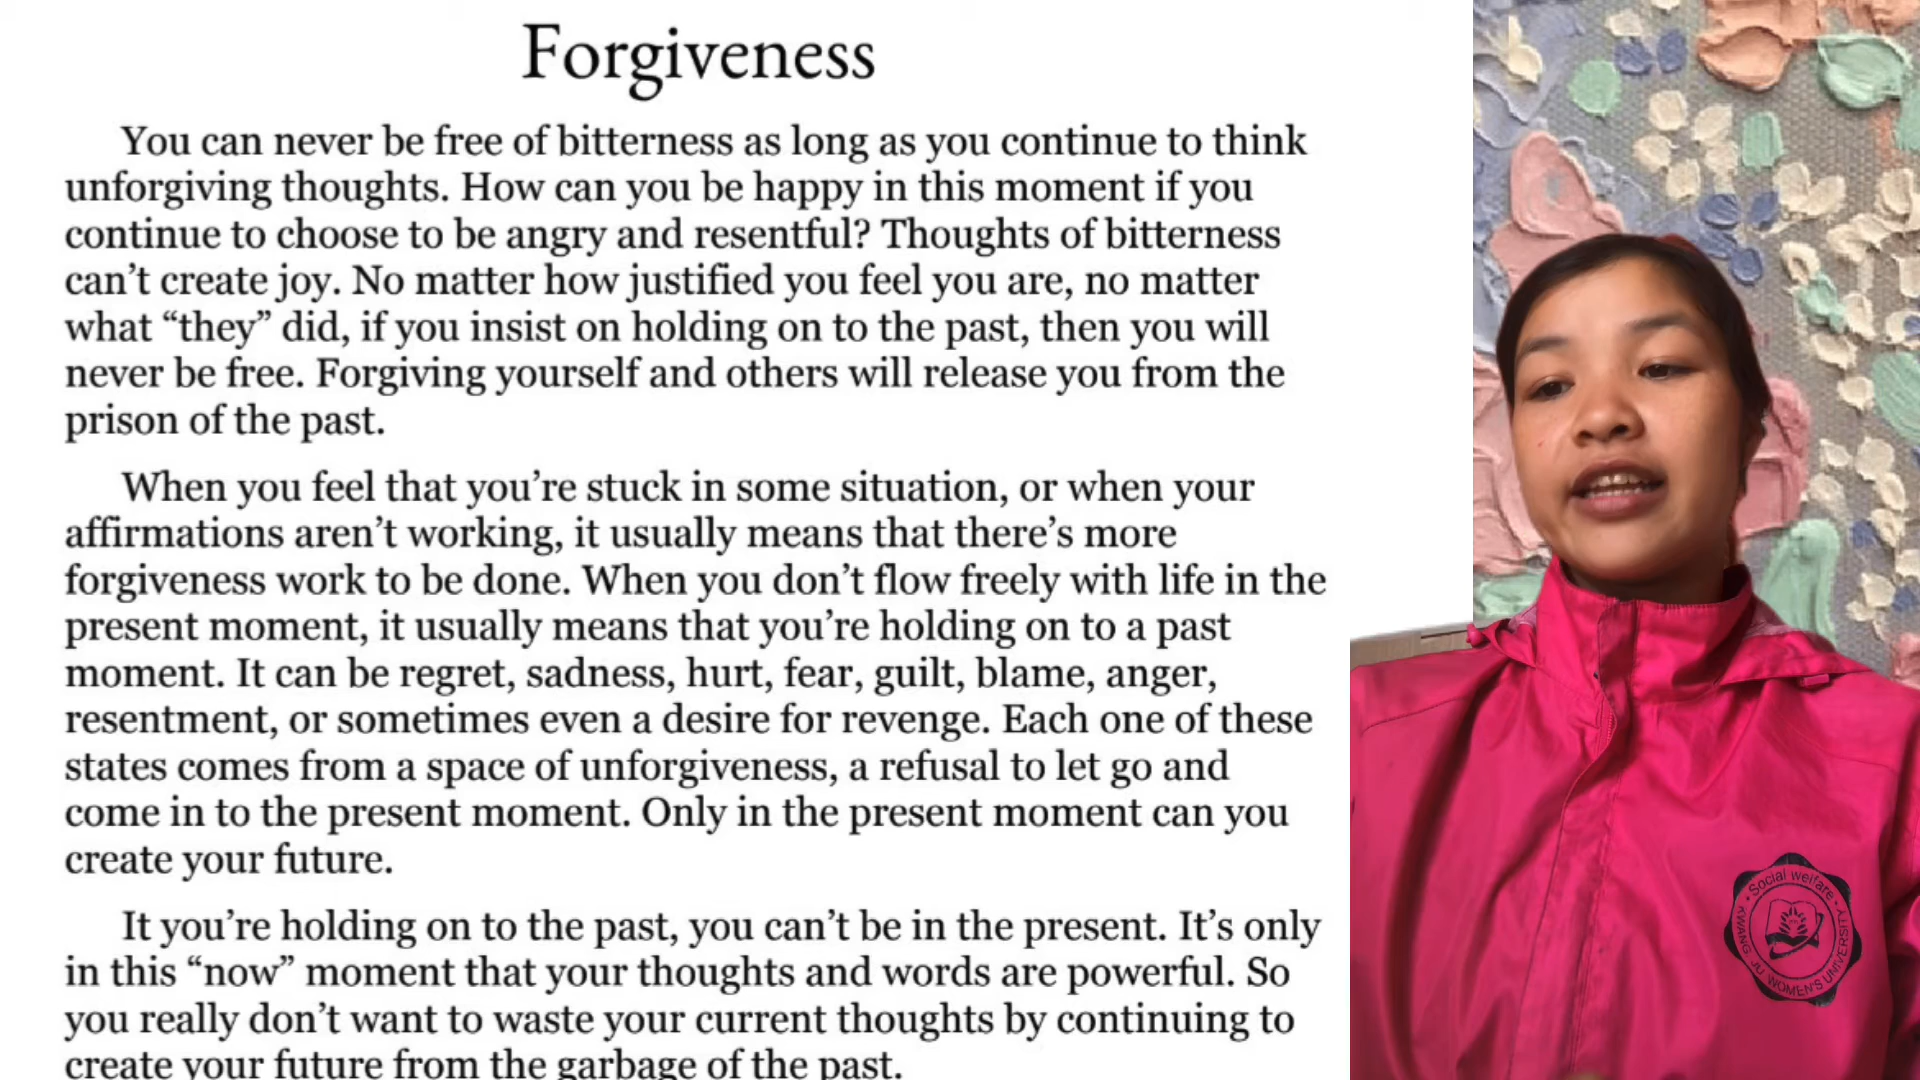 Forgiveness
You can never be free of bitterness as long as you continue to think
unforgiving thoughts. How can you be happy in this moment if you
continue to choose to be angry and resentful? Thoughts of bitterness
can’t create joy. No matter how justified you feel you are, no matter
what “they” did, if you insist on holding on to the past, then you will
never be free. Forgiving yourself and others will release you from the
prison of the past.
When you feel that you’re stuck in some situation, or when your
affirmations aren’t working, it usually means that there’s more
forgiveness work to be done. When you don’t flow freely with life in the
present moment, it usually means that you’re holding on to a past
moment. It can be regret, sadness, hurt, fear, guilt, blame, anger,
resentment, or sometimes even a desire for revenge. Each one of these
states comes from a space of unforgiveness, a refusal to let go and
come in to the present moment. Only in the present moment can you
create your future.
It you’re holding on to the past, you can’t be in the present. It’s only
in this “now” moment that your thoughts and words are powerful. So
you really don’t want to waste your current thoughts by continuing to
create your future from the garbage of the past.
Social welfare
KWANG JU WOMEN'S UNIVERSITY